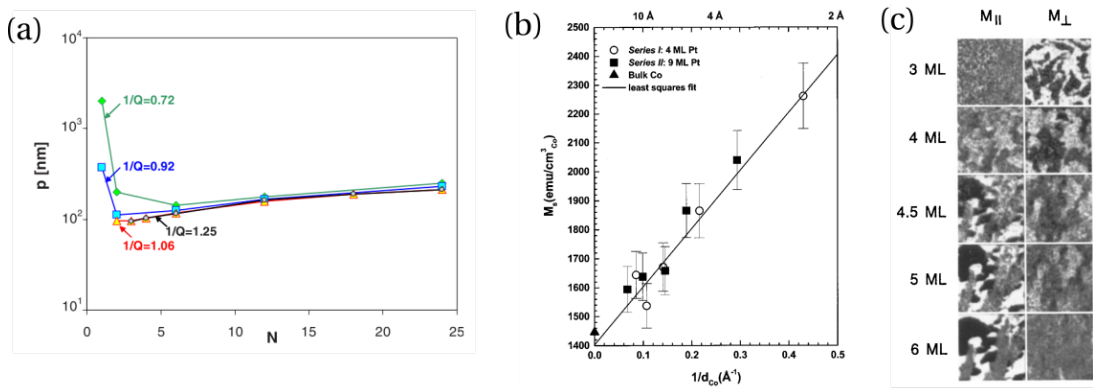 (a)
10⁴
10³
10²
10¹
p [nm]
1/Q=0.72
1/Q=0.92
1/Q=1.25
1/Q=1.06
0 5 10 15 20 25
N
(b)
10 Å 4 Å 2 Å
2500
2400
2300
2200
2100
2000
1900
1800
1700
1600
1500
1400
Mₛ(emu/cm³Co)
Series I: 4 ML Pt
Series II: 9 ML Pt
Bulk Co
least squares fit
0.0 0.1 0.2 0.3 0.4 0.5
1/dCo(Å⁻¹)
(c)
M|| M⊥
3 ML
4 ML
4.5 ML
5 ML
6 ML